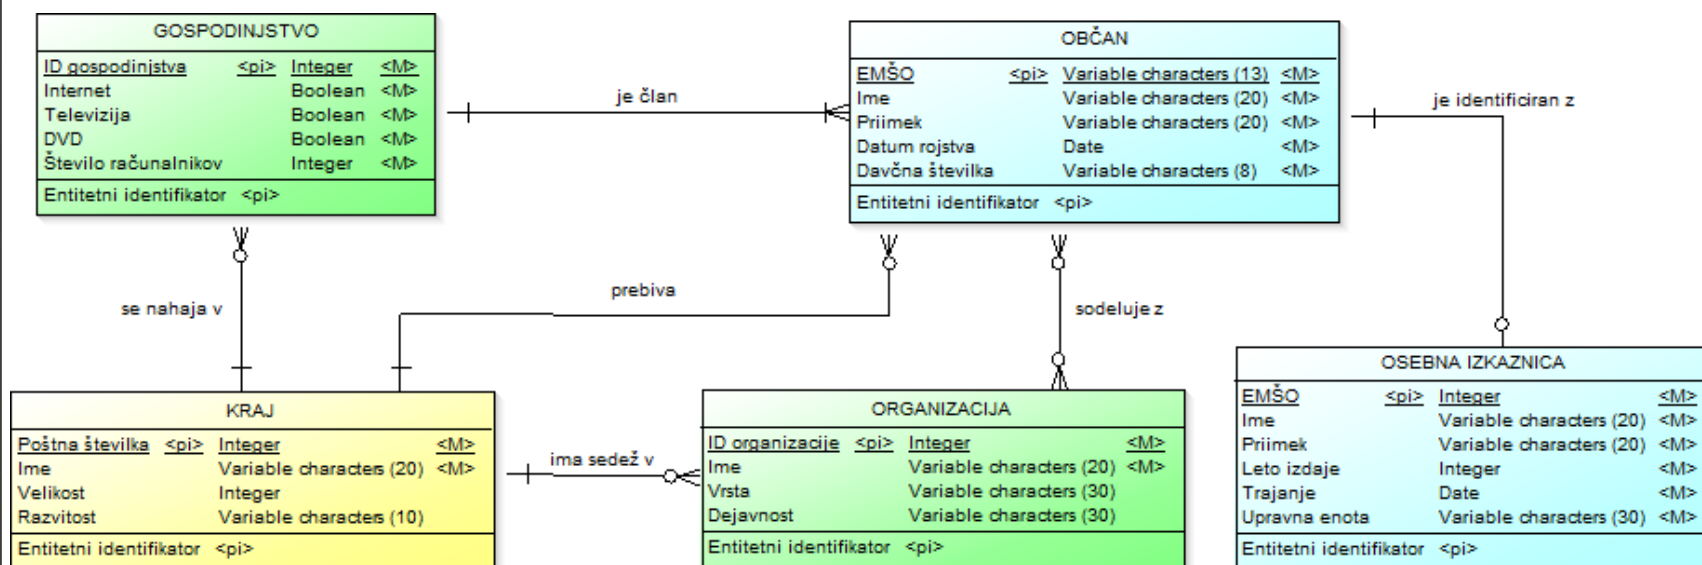 GOSPODINJSTVO
ID gospodinjstva <pi> Integer <M>
Internet Boolean <M>
Televizija Boolean <M>
DVD Boolean <M>
Število računalnikov Integer <M>
Entitetni identifikator <pi>
je član
OBČAN
EMŠO <pi> Variable characters (13) <M>
Ime Variable characters (20) <M>
Priimek Variable characters (20) <M>
Datum rojstva Date <M>
Davčna številka Variable characters (8) <M>
Entitetni identifikator <pi>
je identificiran z
se nahaja v
prebiva
sodeluje z
KRAJ
Poštna številka <pi> Integer <M>
Ime Variable characters (20) <M>
Velikost Integer
Razvitost Variable characters (10)
Entitetni identifikator <pi>
ima sedež v
ORGANIZACIJA
ID organizacije <pi> Integer <M>
Ime Variable characters (20) <M>
Vrsta Variable characters (30)
Dejavnost Variable characters (30)
Entitetni identifikator <pi>
OSEBNA IZKAZNICA
EMŠO <pi> Integer <M>
Ime Variable characters (20) <M>
Priimek Variable characters (20) <M>
Leto izdaje Integer <M>
Trajanje Date <M>
Upravna enota Variable characters (30) <M>
Entitetni identifikator <pi>